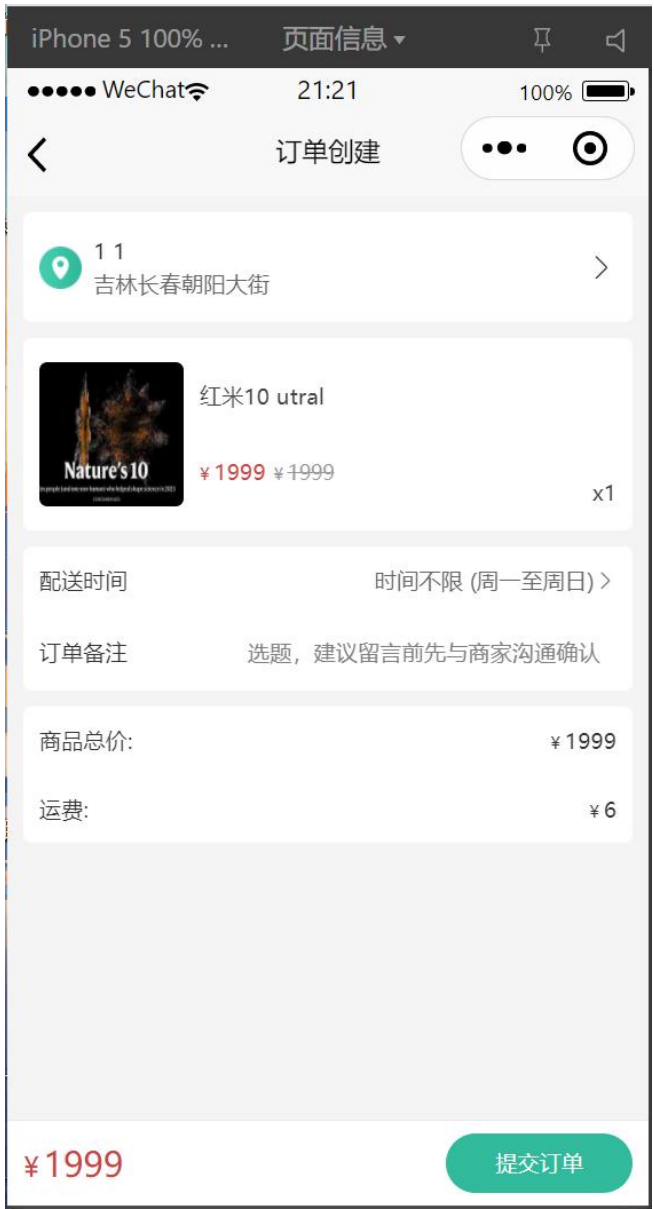 iPhone 5 100% ... 页面信息
WeChat 21:21 100%
订单创建
1 1
吉林长春朝阳大街
红米10 utral
Nature's 10
¥1999 ¥1999
x1
配送时间 时间不限 (周一至周日)
订单备注 选题，建议留言前先与商家沟通确认
商品总价: ¥1999
运费: ¥6
¥1999 提交订单